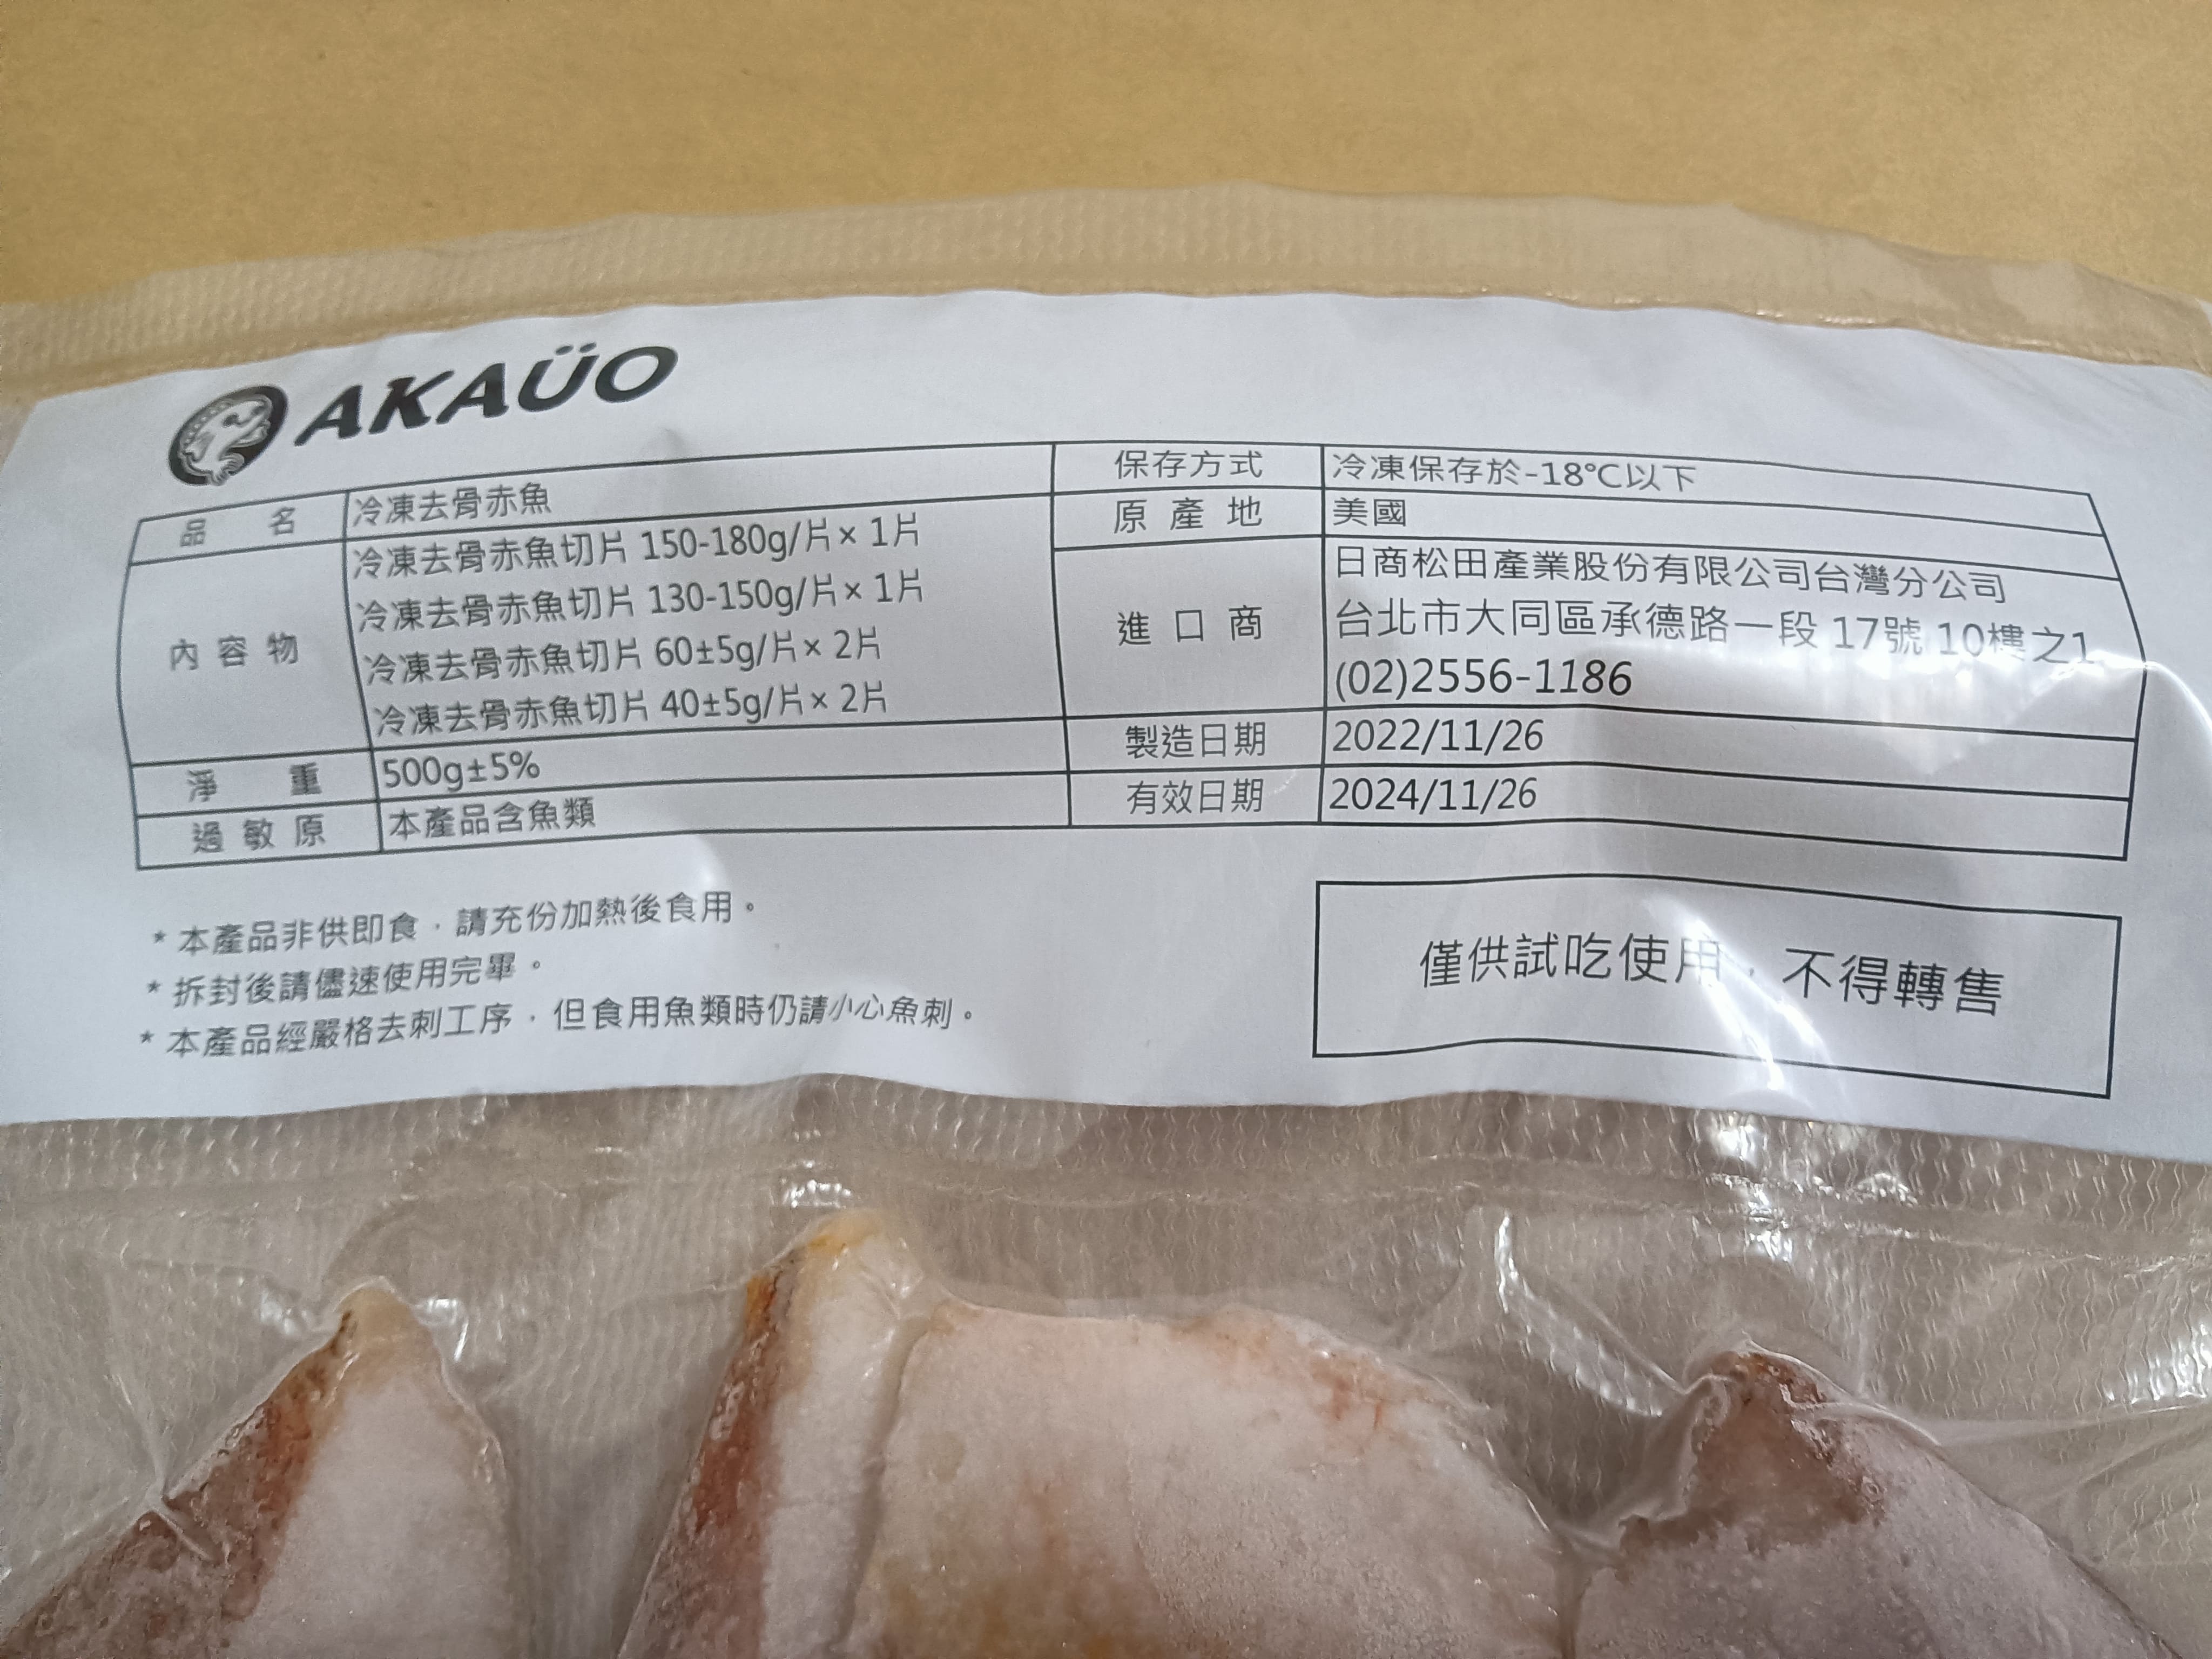 AKAÜO
品名 冷凍去骨赤魚
內容物 冷凍去骨赤魚切片 150-180g/片× 1片
冷凍去骨赤魚切片 130-150g/片× 1片
冷凍去骨赤魚切片 60±5g/片× 2片
冷凍去骨赤魚切片 40±5g/片× 2片
淨重 500g±5%
過敏原 本產品含魚類
保存方式 冷凍保存於-18℃以下
原產地 美國
進口商 日商松田產業股份有限公司台灣分公司
台北市大同區承德路一段 17號 10樓之1
(02)2556-1186
製造日期 2022/11/26
有效日期 2024/11/26
* 本產品非供即食，請充份加熱後食用。
* 拆封後請儘速使用完畢。
* 本產品經嚴格去刺工序，但食用魚類時仍請小心魚刺。
僅供試吃使用，不得轉售